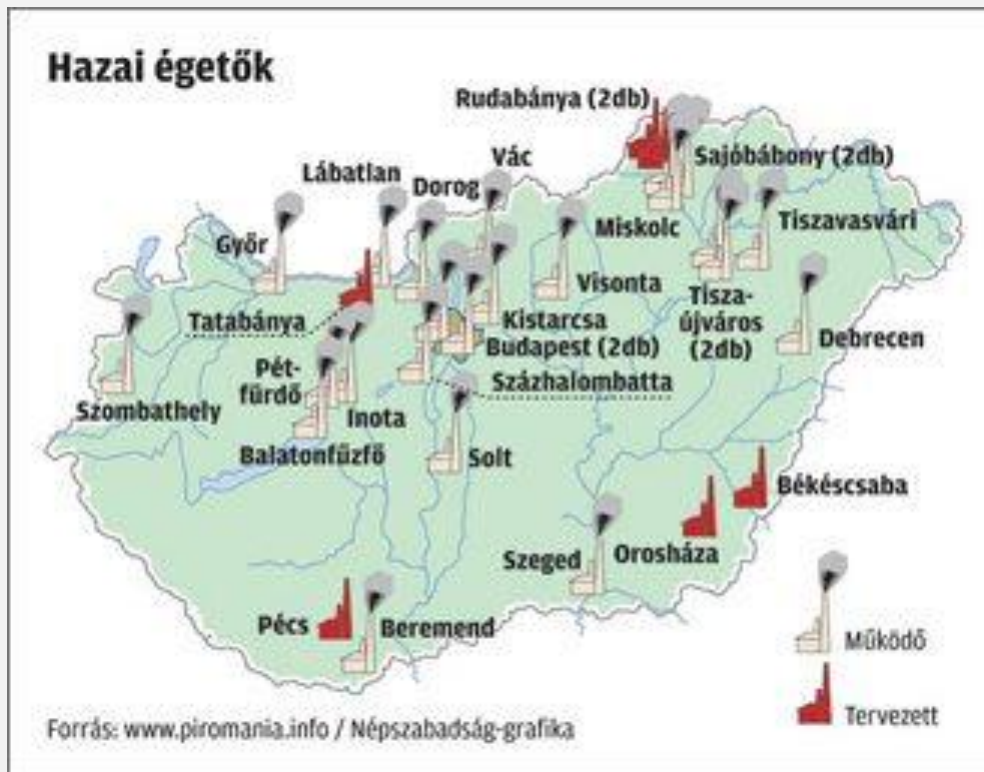 Hazai égetők
Rudabánya (2db)
Sajóbábony (2db)
Vác
Lábatlan
Dorog
Miskolc
Tiszavasvári
Győr
Visonta
Tisza-
újváros
(2db)
Tatabánya
Kistarcsa
Budapest (2db)
Debrecen
Pét-
fürdő
Százhalombatta
Szombathely
Inota
Balatonfűzfő
Solt
Békéscsaba
Szeged
Orosháza
Pécs
Beremend
Működő
Tervezett
Forrás: www.piromania.info / Népszabadság-grafika